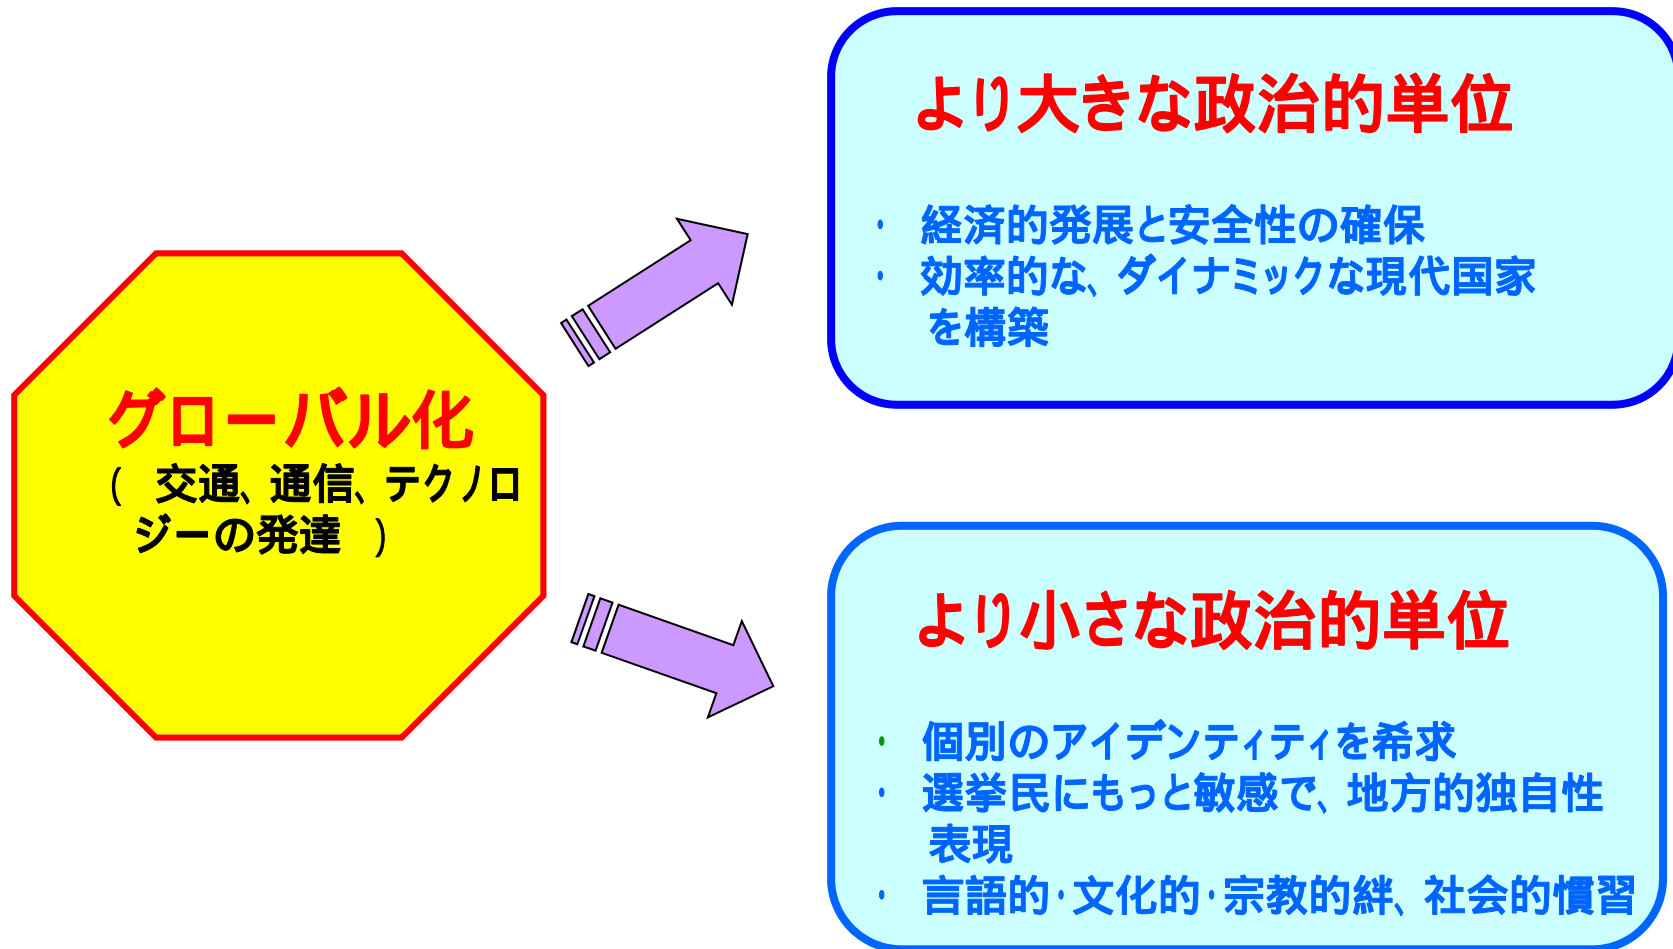 より大きな政治的単位
・ 経済的発展と安全性の確保
・ 効率的な、ダイナミックな現代国家
を構築
グローバル化
( 交通、通信、テクノロ
ジーの発達 )
より小さな政治的単位
・ 個別のアイデンティティを希求
・ 選挙民にもっと敏感で、地方的独自性
表現
・ 言語的・文化的・宗教的絆、社会的慣習